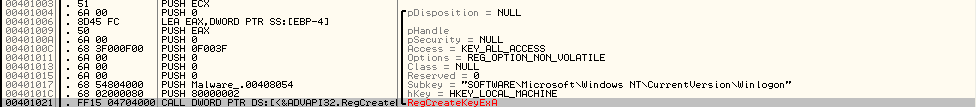 00401003 . 51 PUSH ECX
00401004 . 6A 00 PUSH 0 pDisposition = NULL
00401006 . 8D45 FC LEA EAX,DWORD PTR SS:[EBP-4]
00401009 . 50 PUSH EAX pHandle
0040100A . 6A 00 PUSH 0 pSecurity = NULL
0040100C . 68 3F000F00 PUSH 0F003F Access = KEY_ALL_ACCESS
00401011 . 6A 00 PUSH 0 Options = REG_OPTION_NON_VOLATILE
00401013 . 6A 00 PUSH 0 Class = NULL
00401015 . 6A 00 PUSH 0 Reserved = 0
00401017 . 68 54804000 PUSH Malware_.00408054 Subkey = "SOFTWARE\Microsoft\Windows NT\CurrentVersion\Winlogon"
0040101C . 68 02000080 PUSH 80000002 hKey = HKEY_LOCAL_MACHINE
00401021 . FF15 04704000 CALL DWORD PTR DS:[<&ADVAPI32.RegCreateK RegCreateKeyExA